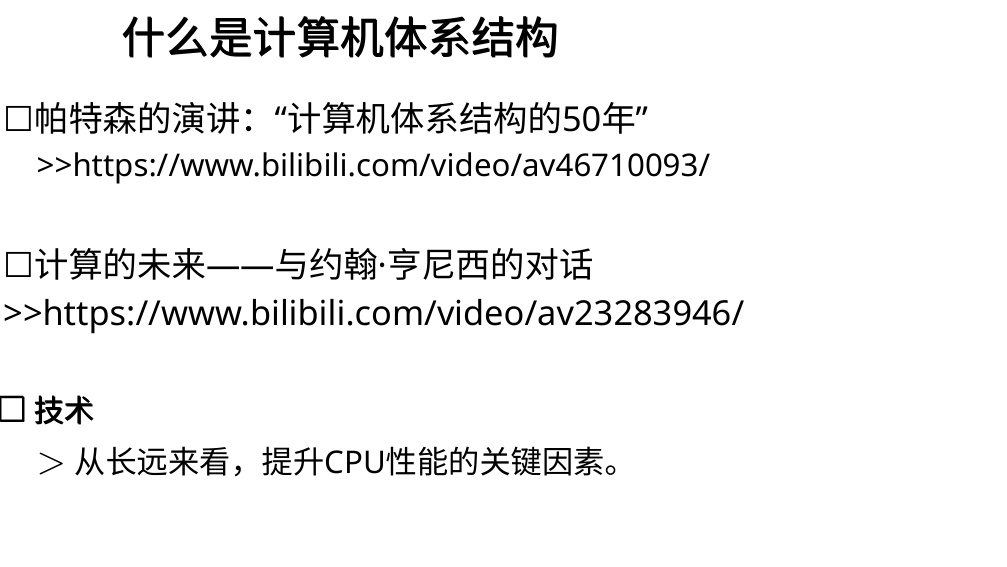 什么是计算机体系结构
□帕特森的演讲：“计算机体系结构的50年”
>>https://www.bilibili.com/video/av46710093/
□计算的未来——与约翰·亨尼西的对话
>>https://www.bilibili.com/video/av23283946/
□ 技术
> 从长远来看，提升CPU性能的关键因素。